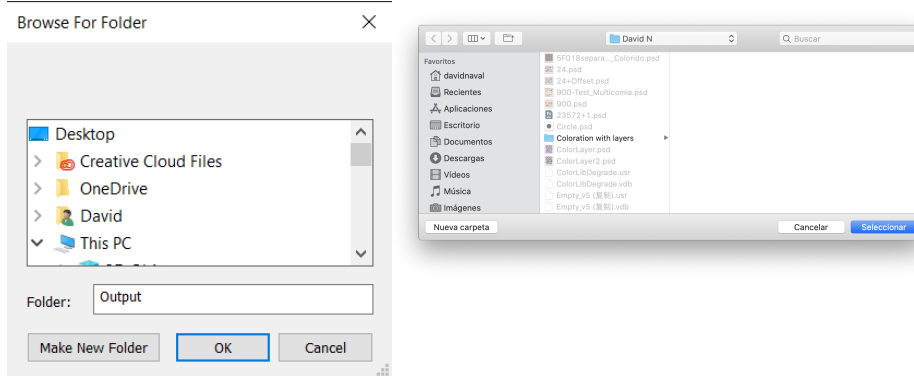 Browse For Folder
Desktop
Creative Cloud Files
OneDrive
David
This PC
Folder: Output
Make New Folder OK Cancel
David N
Buscar
Favoritos
davidnaval
Recientes
Aplicaciones
Escritorio
Documentos
Descargas
Vídeos
Música
Imágenes
5F018separa..._Colorido.psd
24.psd
24+Offset.psd
900-Test_Multicomia.psd
900.psd
23572+1.psd
Circle.psd
Coloration with layers
ColorLayer.psd
ColorLayer2.psd
ColorLibDegrade.usr
ColorLibDegrade.vdb
Empty_v5 (复制).usr
Empty_v5 (复制).vdb
Nueva carpeta Cancelar Seleccionar